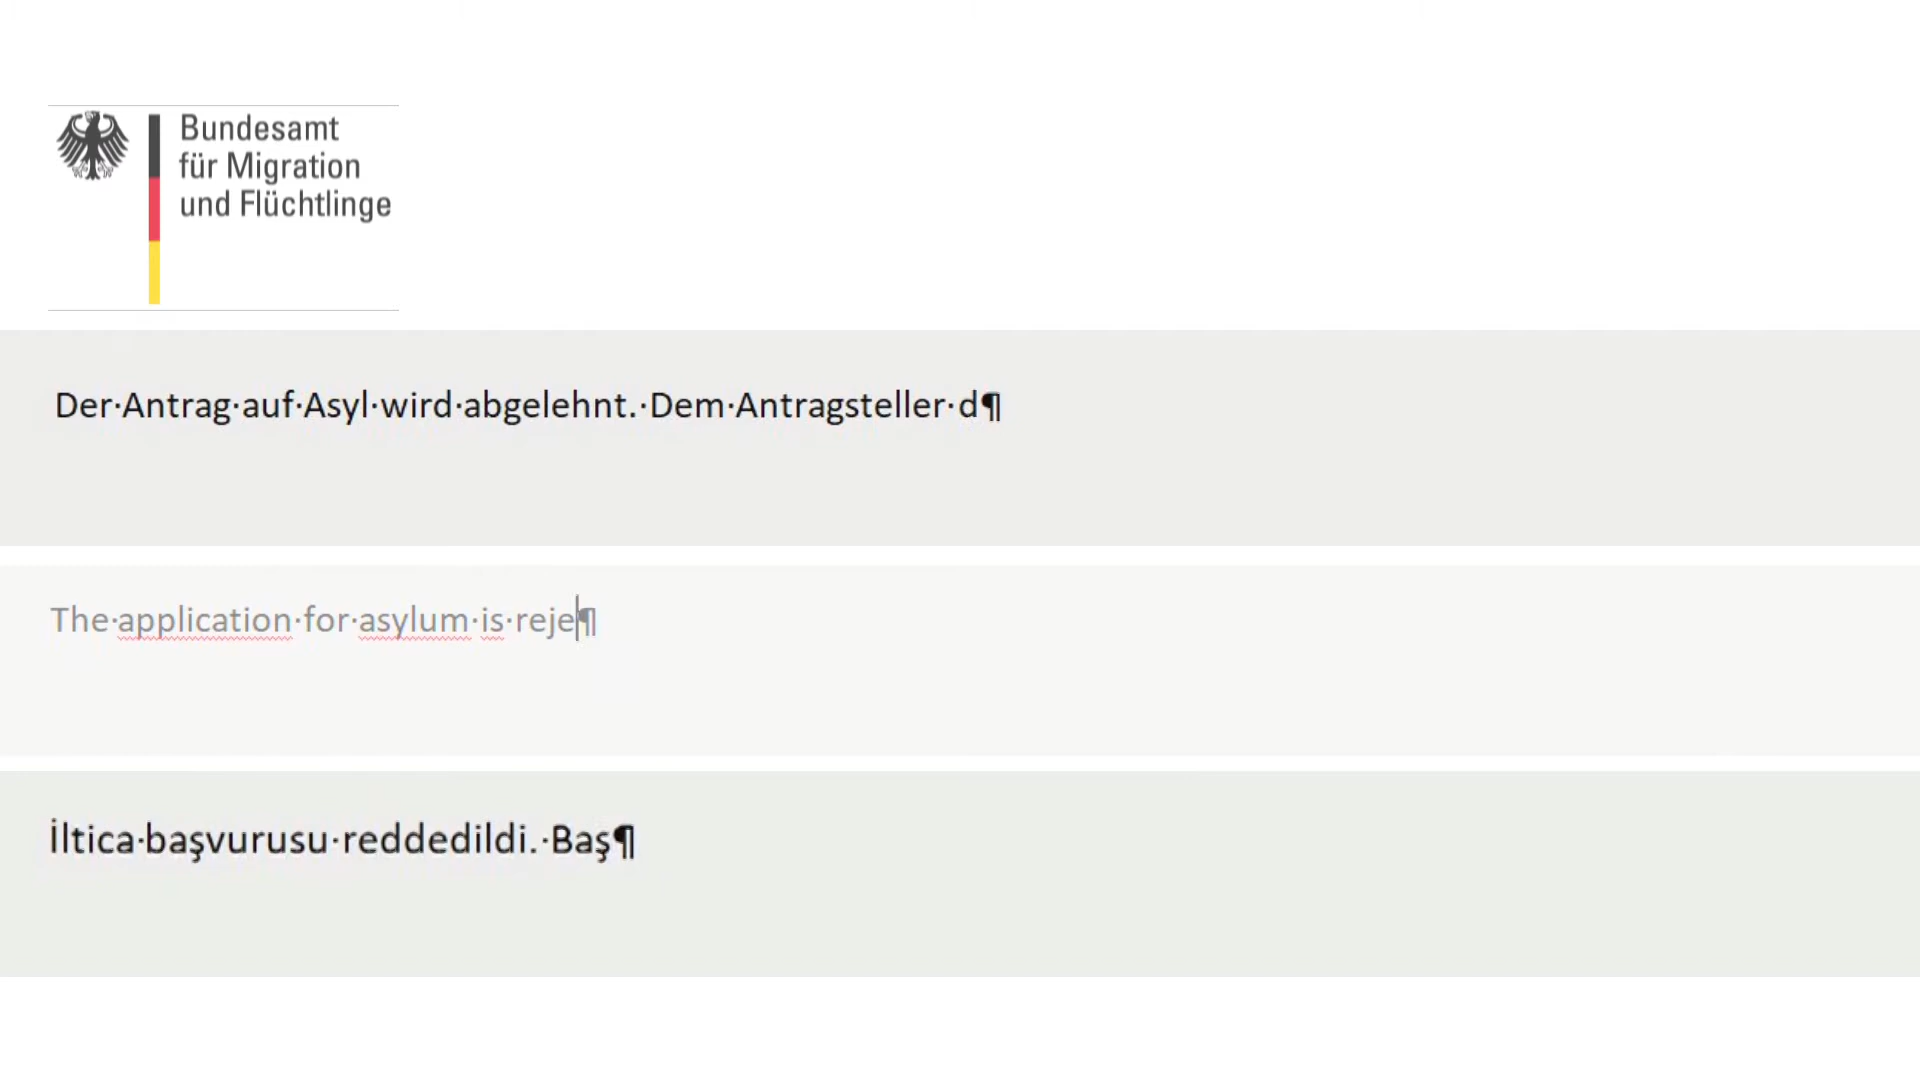 Bundesamt
für Migration
und Flüchtlinge
Der·Antrag·auf·Asyl·wird·abgelehnt.·Dem·Antragsteller·d¶
The·application·for·asylum·is·reje¶
İltica·başvurusu·reddedildi.·Baş¶